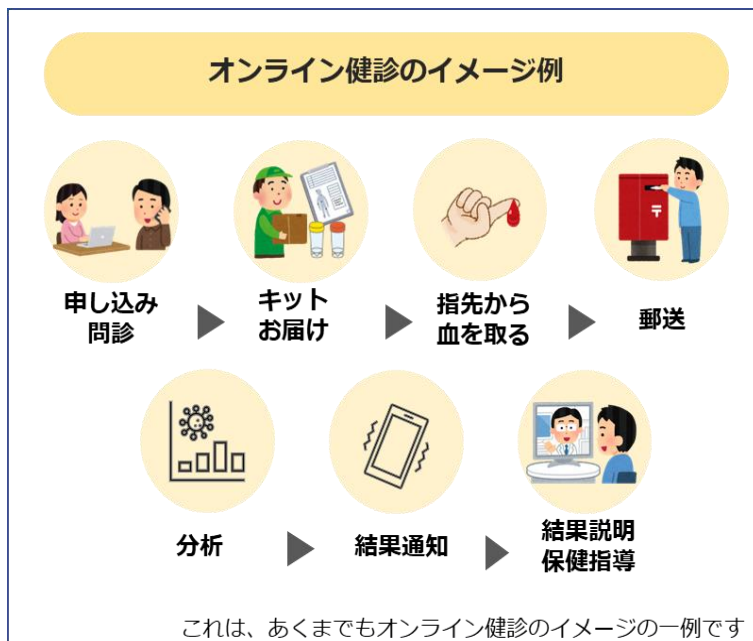 オンライン健診のイメージ例
申し込み
問診
キット
お届け
指先から
血を取る
郵送
分析
結果通知
結果説明
保健指導
これは、あくまでもオンライン健診のイメージの一例です